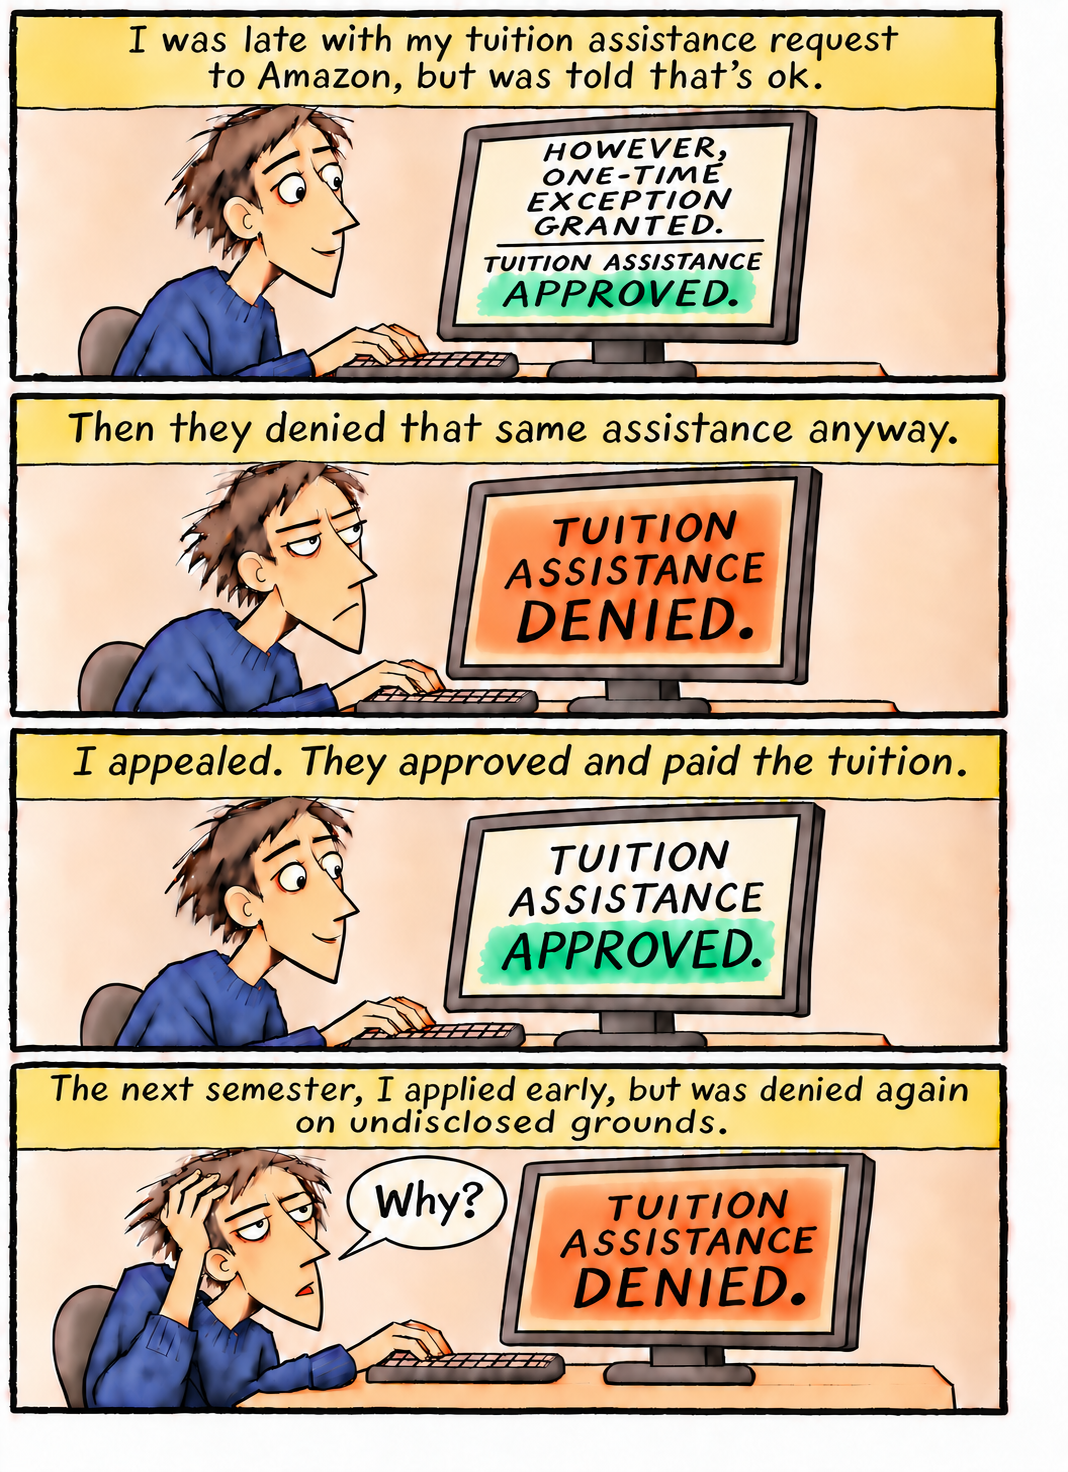 I was late with my tuition assistance request
to Amazon, but was told that's ok.
HOWEVER,
ONE-TIME
EXCEPTION
GRANTED.
TUITION ASSISTANCE
APPROVED.
Then they denied that same assistance anyway.
TUITION
ASSISTANCE
DENIED.
I appealed. They approved and paid the tuition.
TUITION
ASSISTANCE
APPROVED.
The next semester, I applied early, but was denied again
on undisclosed grounds.
Why?
TUITION
ASSISTANCE
DENIED.